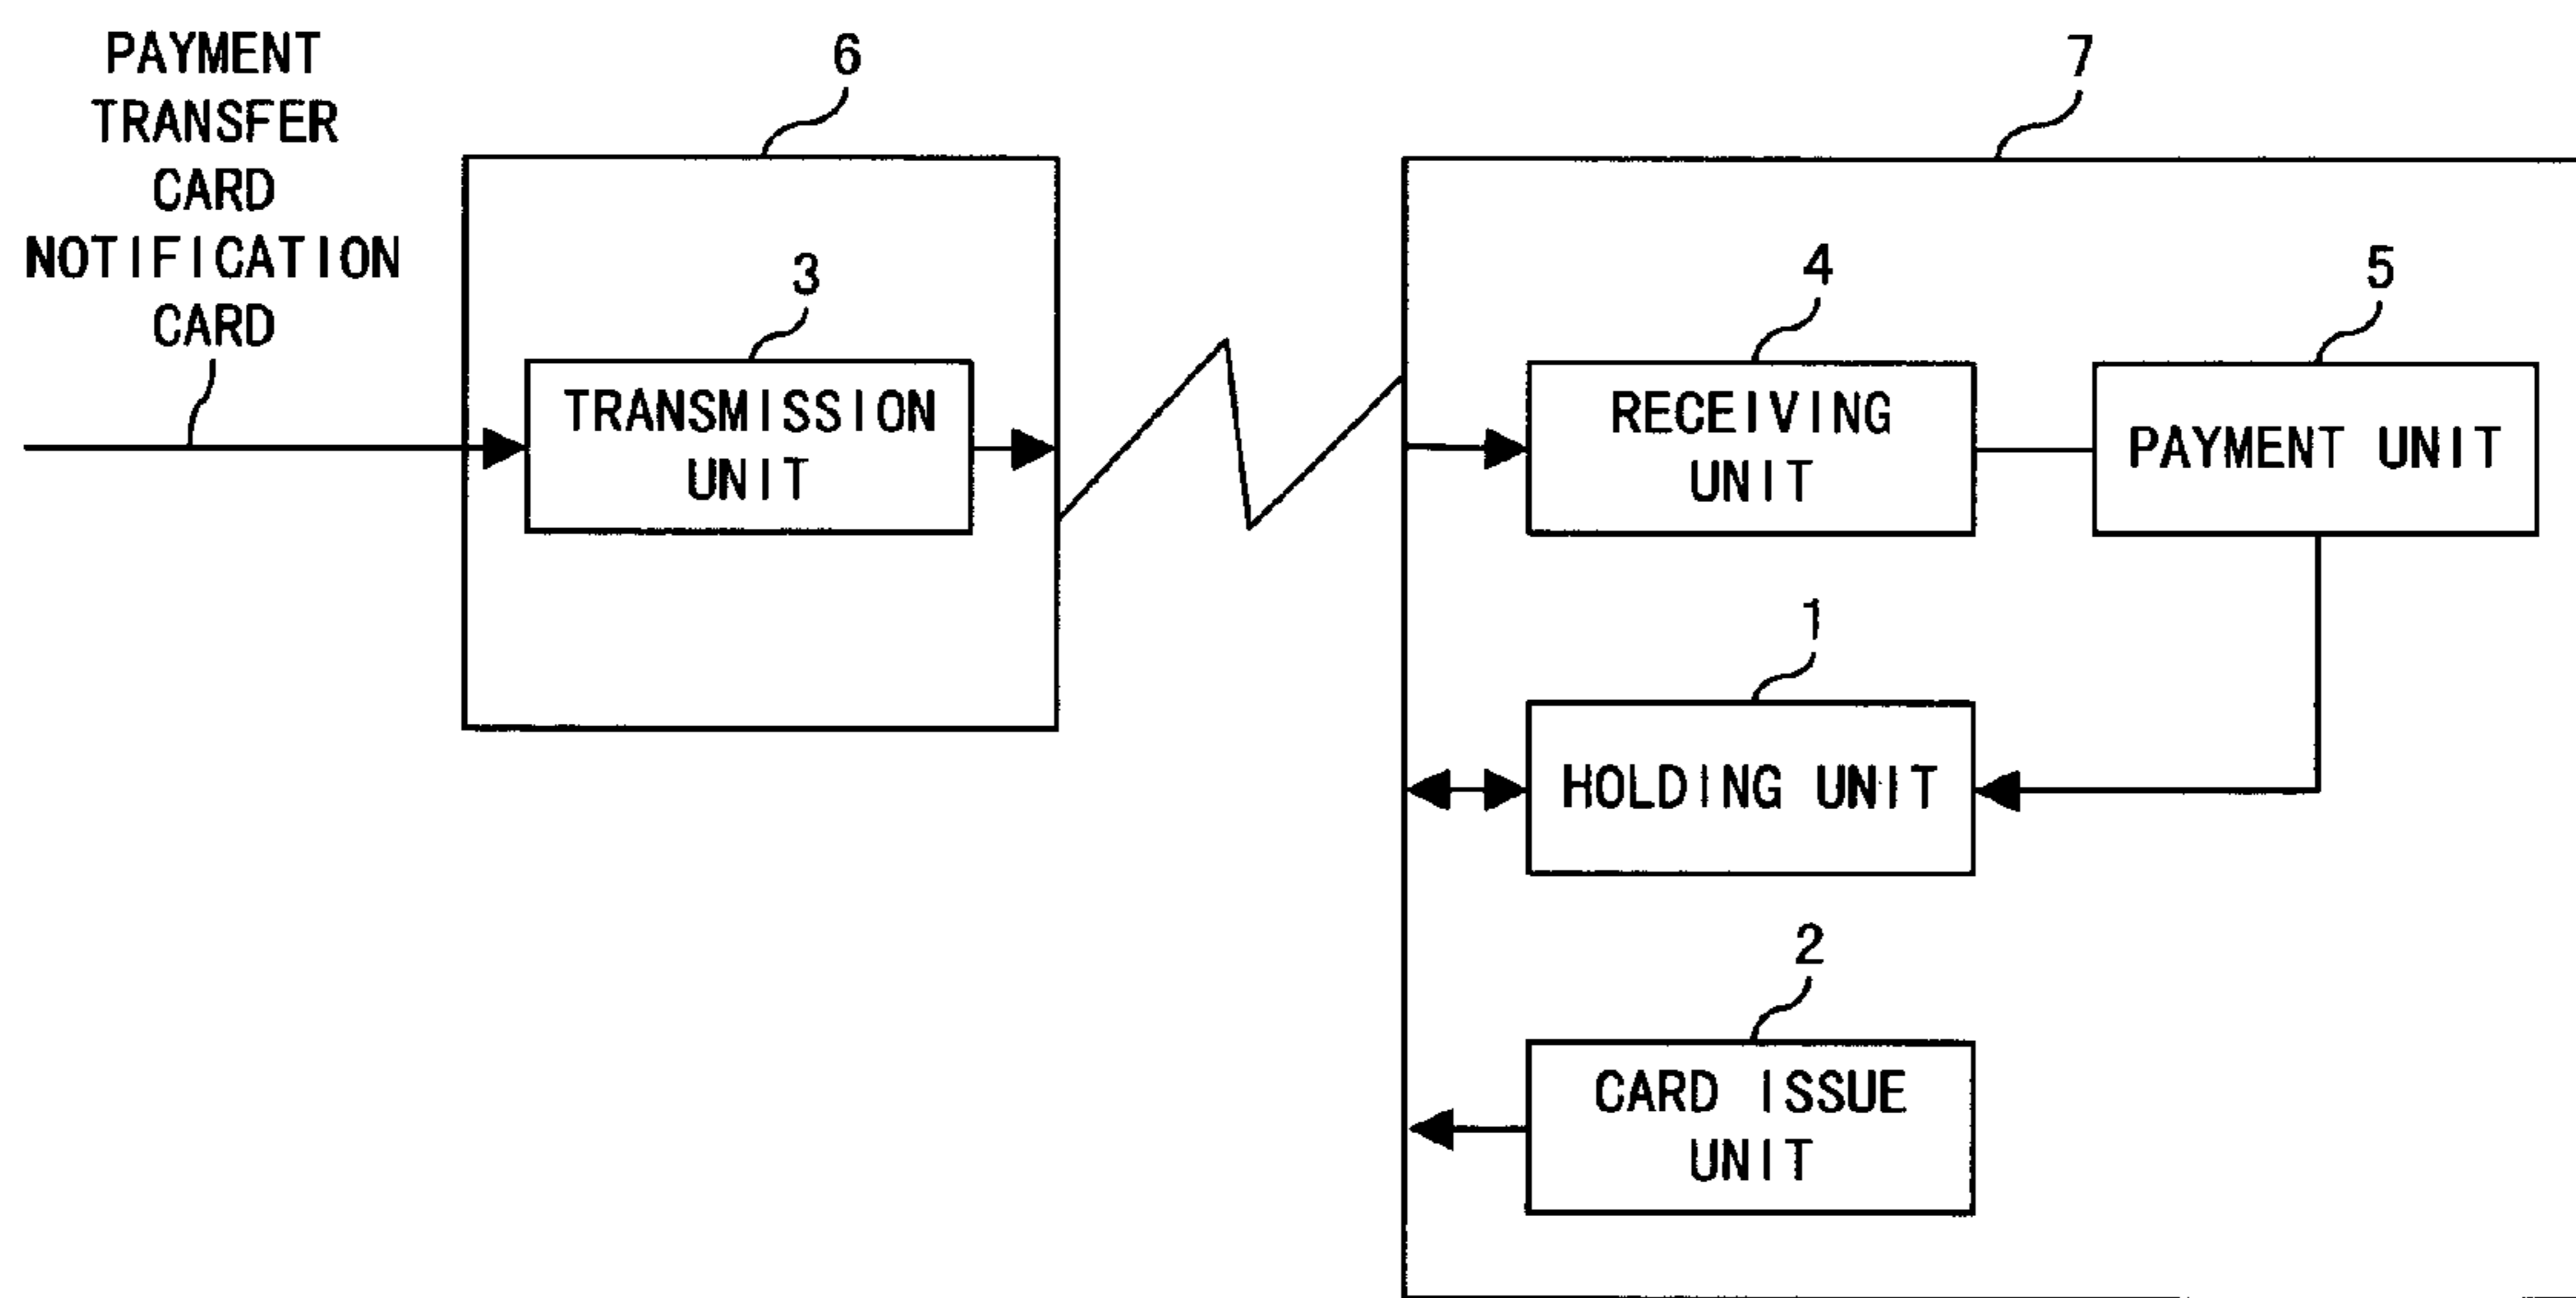 PAYMENT
TRANSFER
CARD
NOTIFICATION
CARD
6
3
TRANSMISSION
UNIT
7
4
RECEIVING
UNIT
5
PAYMENT UNIT
1
HOLDING UNIT
2
CARD ISSUE
UNIT